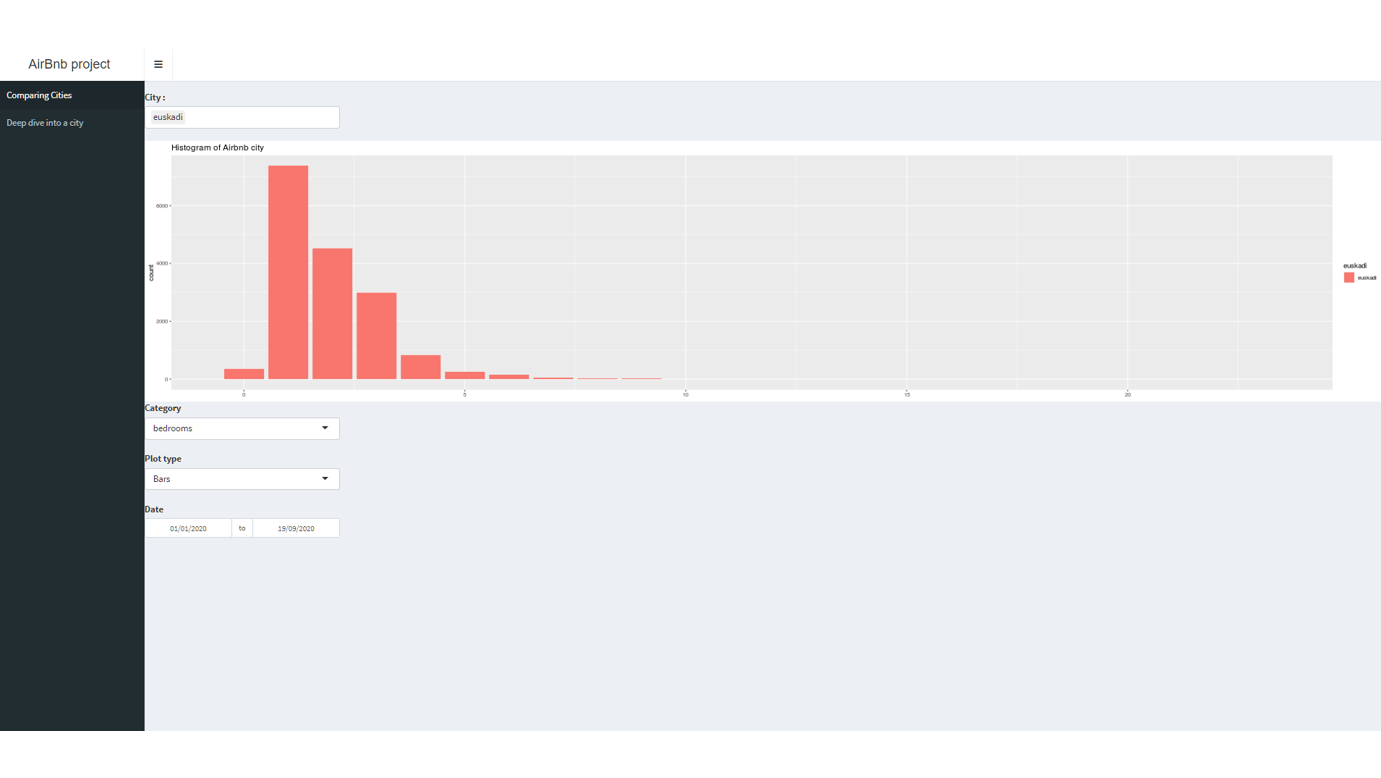 AirBnb project
Comparing Cities
Deep dive into a city
City :
euskadi
Histogram of Airbnb city
6000
4000
2000
0
count
0 5 10 15 20
euskadi
euskadi
Category
bedrooms
Plot type
Bars
Date
01/01/2020 to 19/09/2020